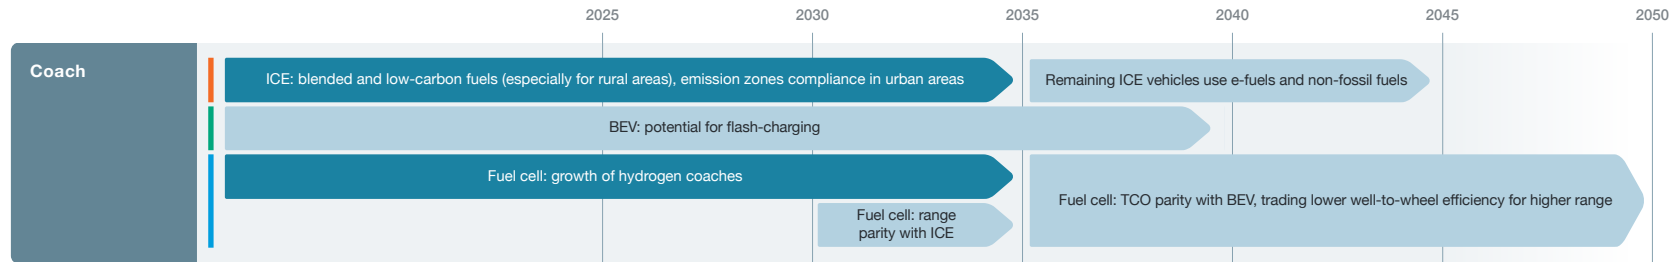 2025 2030 2035 2040 2045 2050
Coach
ICE: blended and low-carbon fuels (especially for rural areas), emission zones compliance in urban areas
Remaining ICE vehicles use e-fuels and non-fossil fuels
BEV: potential for flash-charging
Fuel cell: growth of hydrogen coaches
Fuel cell: range
parity with ICE
Fuel cell: TCO parity with BEV, trading lower well-to-wheel efficiency for higher range